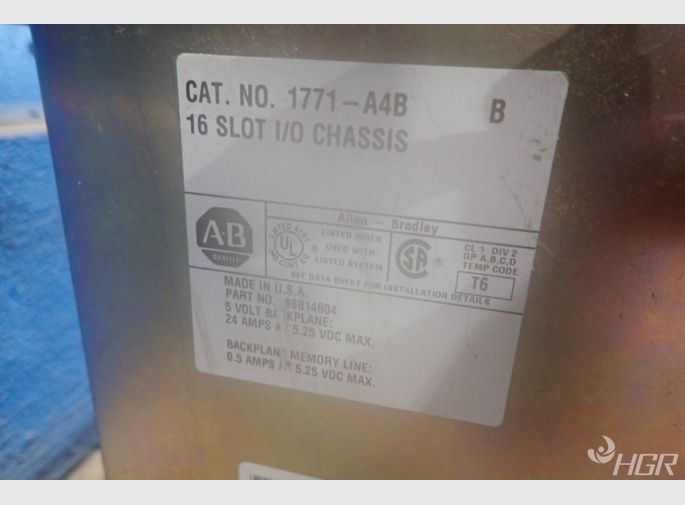 CAT. NO. 1771-A4B B
16 SLOT I/O CHASSIS
Allen - Bradley
A-B
QUALITY
UL
LISTED WHEN
USED WITH
LISTED SYSTEM
SA
CL 1 DIV 2
GP A,B,C,D
TEMP CODE
T6
SEE DATA SHEET FOR INSTALLATION DETAILS
MADE IN U.S.A.
PART NO. 96814804
5 VOLT BACKPLANE:
24 AMPS AT 5.25 VDC MAX.
BACKPLANE MEMORY LINE:
0.5 AMPS AT 5.25 VDC MAX.
HGR